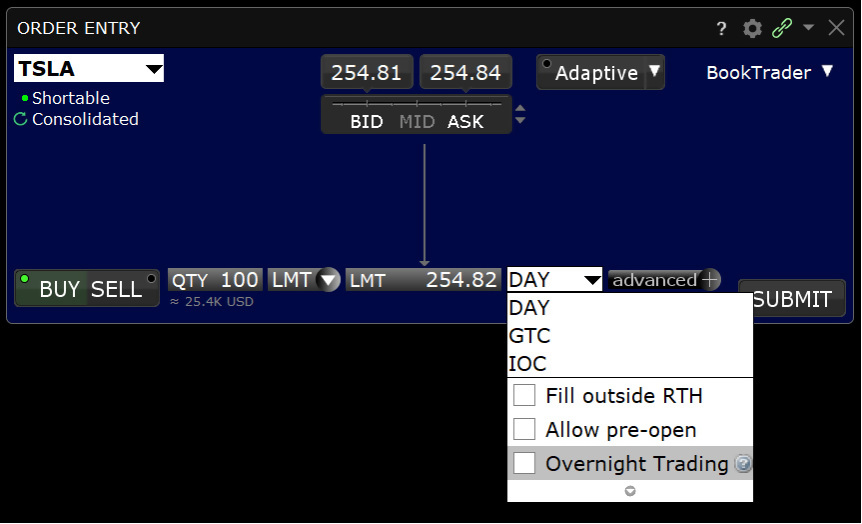 ORDER ENTRY ?
TSLA 254.81 254.84 Adaptive BookTrader
Shortable
Consolidated BID MID ASK
BUY SELL QTY 100 LMT LMT 254.82 DAY advanced SUBMIT
≈ 25.4K USD
DAY
GTC
IOC
Fill outside RTH
Allow pre-open
Overnight Trading ?